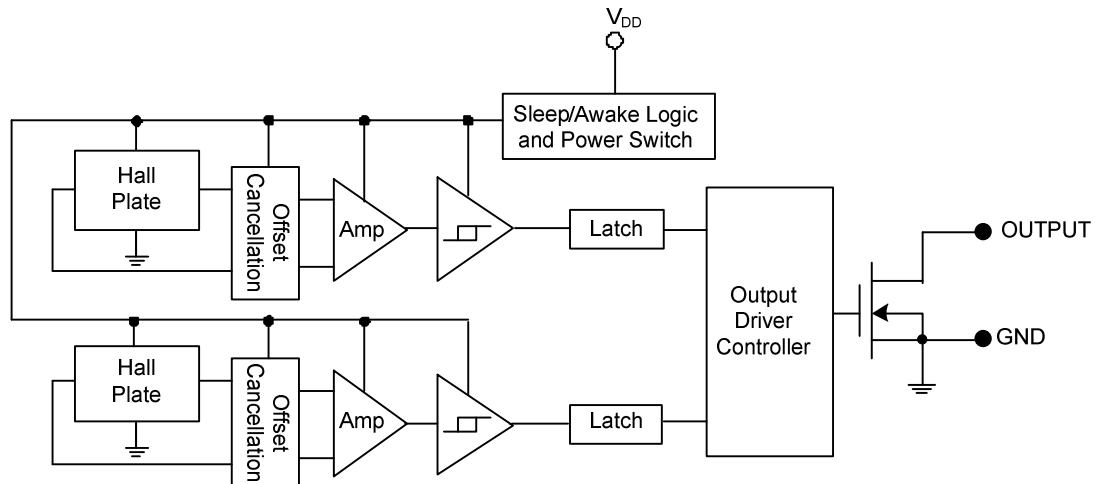 VDD
Sleep/Awake Logic
and Power Switch
Hall
Plate
Offset
Cancellation
Amp
Latch
OUTPUT
Output
Driver
Controller
GND
Hall
Plate
Offset
Cancellation
Amp
Latch